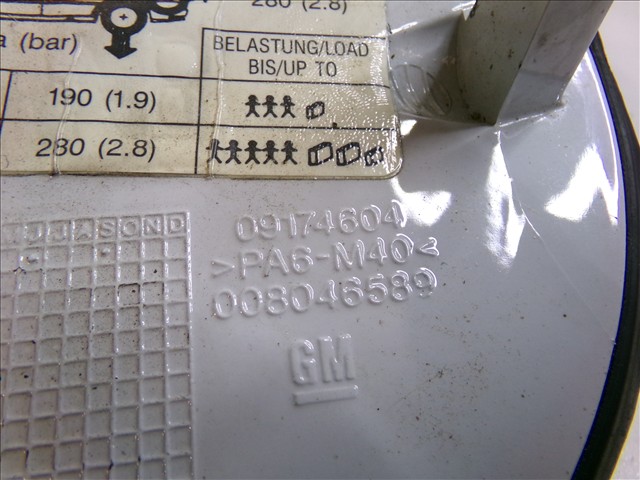 280 (2.8)
a (bar)
BELASTUNG/LOAD
BIS/UP TO
190 (1.9)
280 (2.8)
JJASOND
09174604
>PA6-M40<
008046589
GM